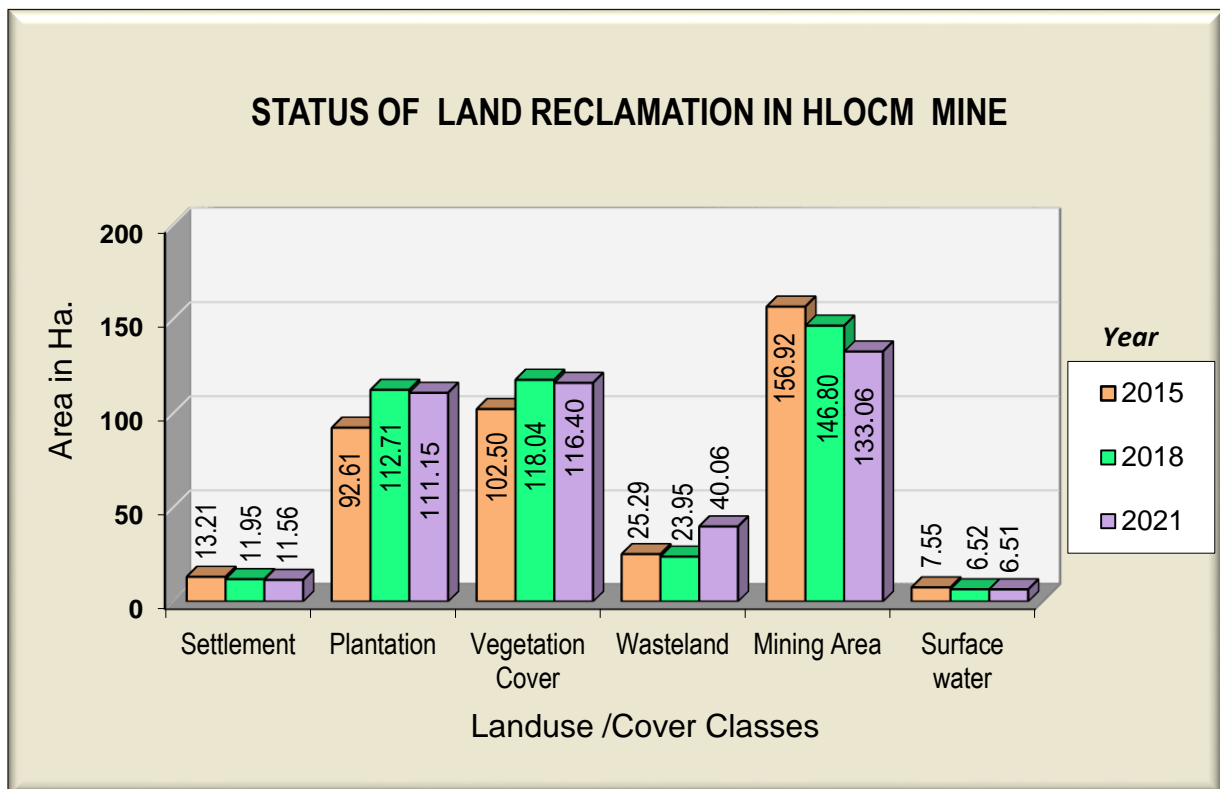 STATUS OF LAND RECLAMATION IN HLOCM MINE
Area in Ha.
200
150
100
50
0
13.21
11.95
11.56
92.61
112.71
111.15
102.50
118.04
116.40
25.29
23.95
40.06
156.92
146.80
133.06
7.55
6.52
6.51
Settlement
Plantation
Vegetation
Cover
Wasteland
Mining Area
Surface
water
Landuse /Cover Classes
Year
2015
2018
2021